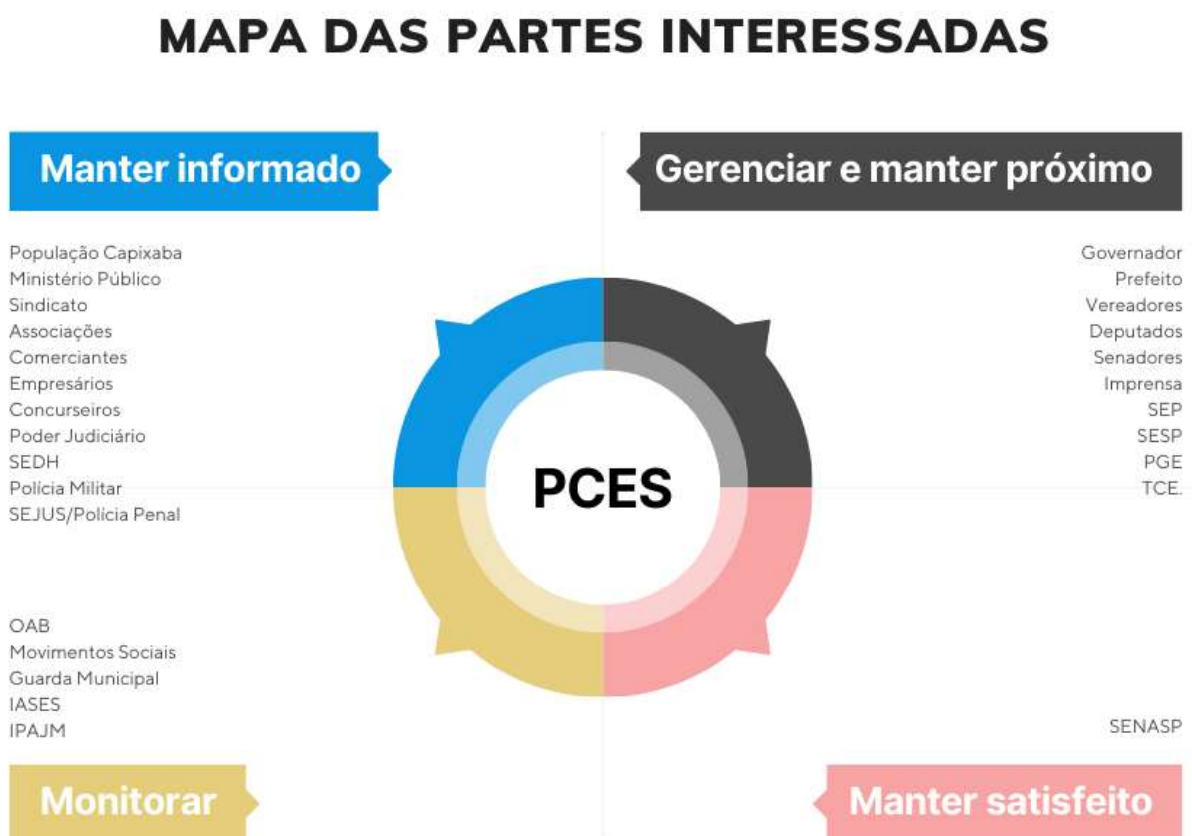 MAPA DAS PARTES INTERESSADAS
Manter informado
População Capixaba
Ministério Público
Sindicato
Associações
Comerciantes
Empresários
Concurseiros
Poder Judiciário
SEDH
Polícia Militar
SEJUS/Polícia Penal
Gerenciar e manter próximo
Governador
Prefeito
Vereadores
Deputados
Senadores
Imprensa
SEP
SESP
PGE
TCE.
PCES
OAB
Movimentos Sociais
Guarda Municipal
IASES
IPAJM
Monitorar
SENASP
Manter satisfeito